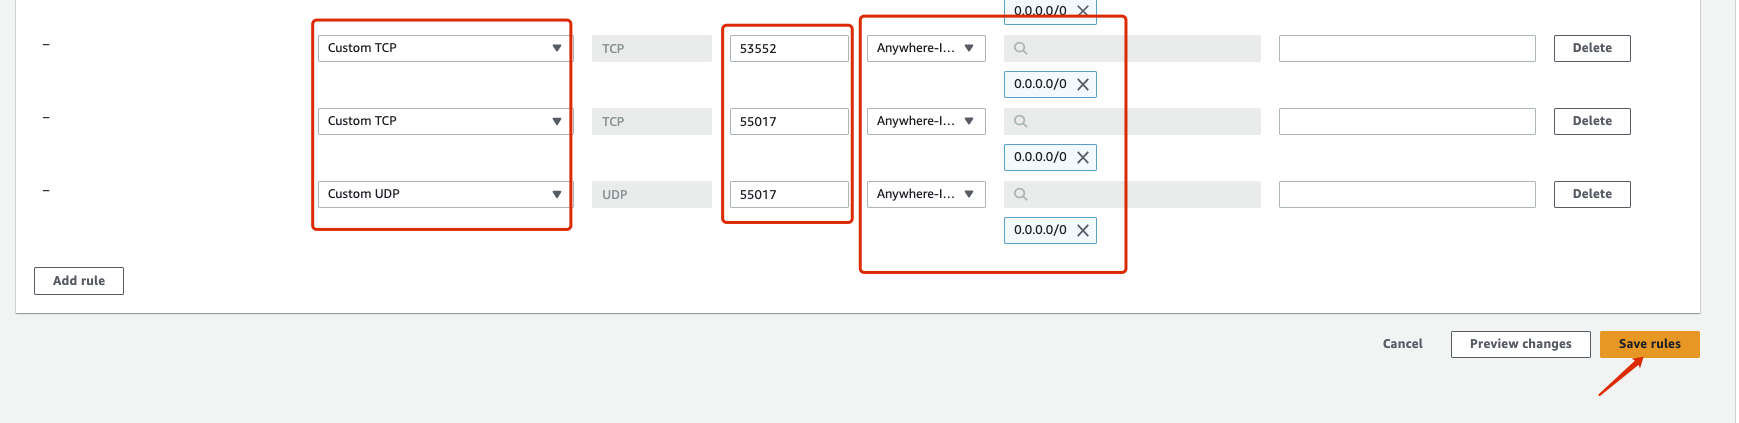 0.0.0.0/0
– Custom TCP TCP 53552 Anywhere-I... Delete
0.0.0.0/0
– Custom TCP TCP 55017 Anywhere-I... Delete
0.0.0.0/0
– Custom UDP UDP 55017 Anywhere-I... Delete
0.0.0.0/0
Add rule
Cancel Preview changes Save rules